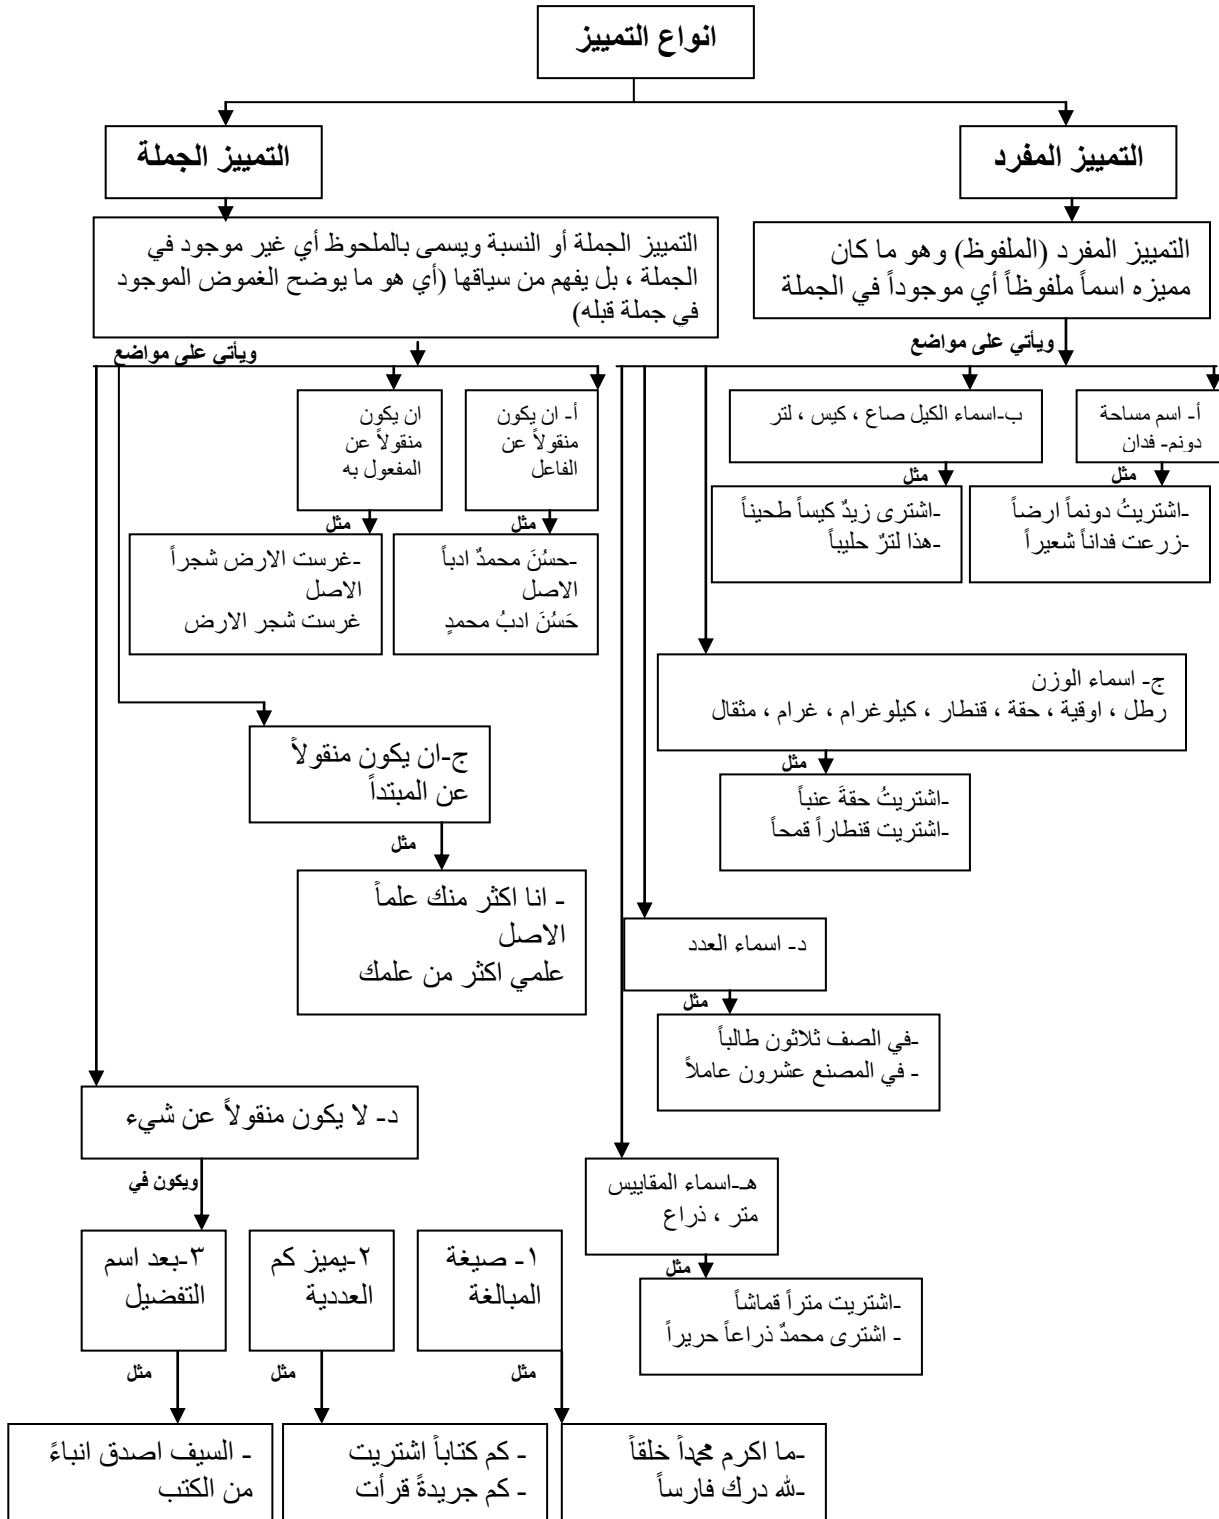 انواع التمييز
التمييز المفرد
التمييز المفرد (الملفوظ) وهو ما كان
مميزه اسماً ملفوظاً أي موجوداً في الجملة
ويأتي على مواضع
أ- اسم مساحة
دونم- فدان
مثل
-اشتريتُ دونماً ارضاً
-زرعت فداناً شعيراً
ب-اسماء الكيل صاع ، كيس ، لتر
مثل
-اشترى زيدٌ كيساً طحيناً
-هذا لترٌ حليباً
ج- اسماء الوزن
رطل ، اوقية ، حقة ، قنطار ، كيلوغرام ، غرام ، مثقال
مثل
-اشتريتُ حقةَ عنباً
-اشتريت قنطاراً قمحاً
د- اسماء العدد
مثل
-في الصف ثلاثون طالباً
- في المصنع عشرون عاملاً
هـ-اسماء المقاييس
متر ، ذراع
مثل
-اشتريت متراً قماشاً
- اشترى محمدٌ ذراعاً حريراً
التمييز الجملة
التمييز الجملة أو النسبة ويسمى بالملحوظ أي غير موجود في
الجملة ، بل يفهم من سياقها (أي هو ما يوضح الغموض الموجود
في جملة قبله)
ويأتي على مواضع
أ- ان يكون
منقولاً عن
الفاعل
مثل
-حسُنَ محمدٌ ادباً
الاصل
حَسُنَ ادبُ محمدٍ
ان يكون
منقولاً عن
المفعول به
مثل
-غرست الارض شجراً
الاصل
غرست شجر الارض
ج-ان يكون منقولاً
عن المبتدأ
مثل
- انا اكثر منك علماً
الاصل
علمي اكثر من علمك
د- لا يكون منقولاً عن شيء
ويكون في
١- صيغة
المبالغة
مثل
-ما اكرم محمداً خلقاً
-لله درك فارساً
٢-يميز كم
العددية
مثل
- كم كتاباً اشتريت
- كم جريدةً قرأت
٣-بعد اسم
التفضيل
مثل
- السيف اصدق انباءً
من الكتب